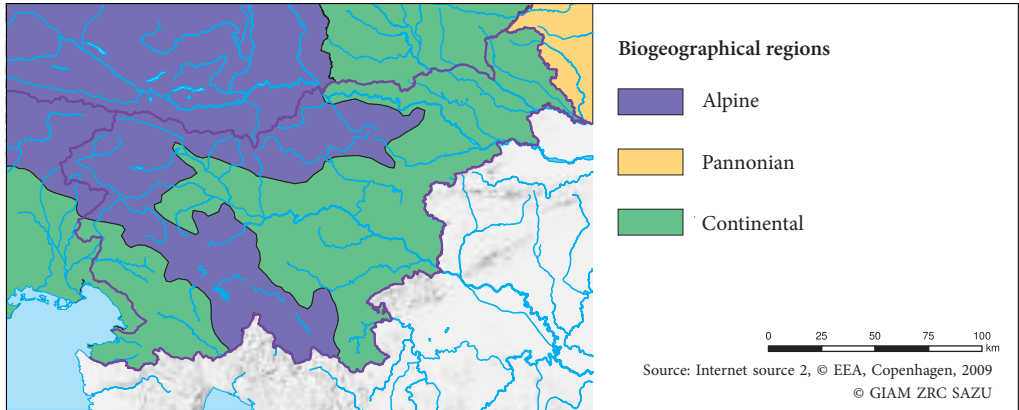 Biogeographical regions
Alpine
Pannonian
Continental
0 25 50 75 100
km
Source: Internet source 2, © EEA, Copenhagen, 2009
© GIAM ZRC SAZU